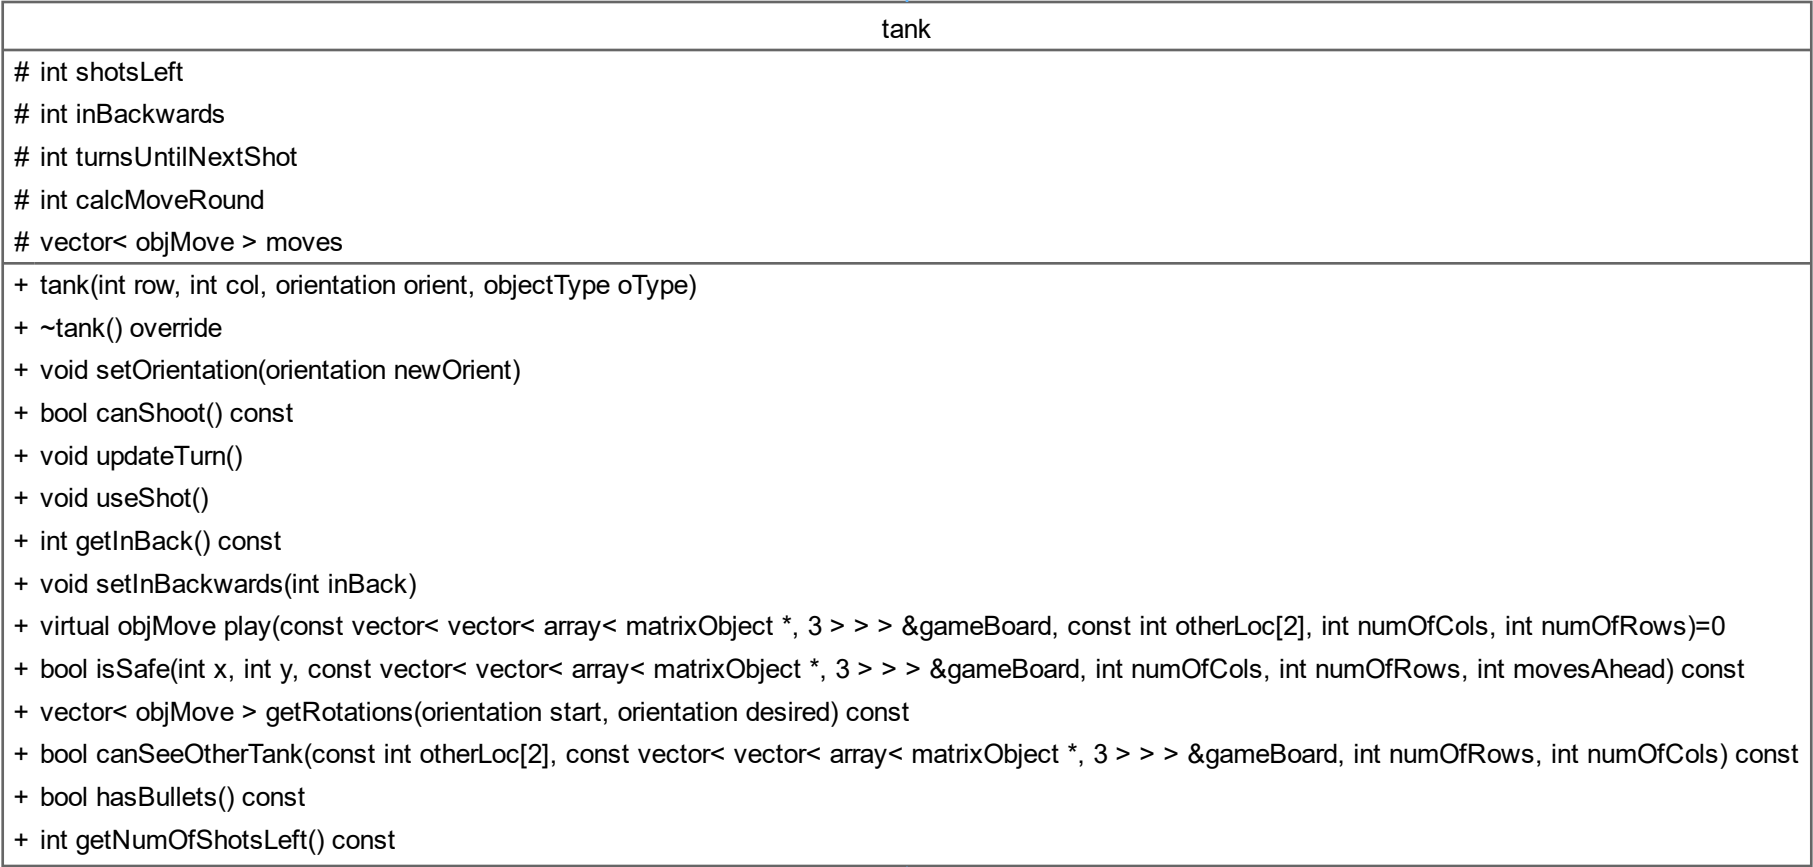 tank
# int shotsLeft
# int inBackwards
# int turnsUntilNextShot
# int calcMoveRound
# vector< objMove > moves
+ tank(int row, int col, orientation orient, objectType oType)
+ ~tank() override
+ void setOrientation(orientation newOrient)
+ bool canShoot() const
+ void updateTurn()
+ void useShot()
+ int getInBack() const
+ void setInBackwards(int inBack)
+ virtual objMove play(const vector< vector< array< matrixObject *, 3 > > > &gameBoard, const int otherLoc[2], int numOfCols, int numOfRows)=0
+ bool isSafe(int x, int y, const vector< vector< array< matrixObject *, 3 > > > &gameBoard, int numOfCols, int numOfRows, int movesAhead) const
+ vector< objMove > getRotations(orientation start, orientation desired) const
+ bool canSeeOtherTank(const int otherLoc[2], const vector< vector< array< matrixObject *, 3 > > > &gameBoard, int numOfRows, int numOfCols) const
+ bool hasBullets() const
+ int getNumOfShotsLeft() const